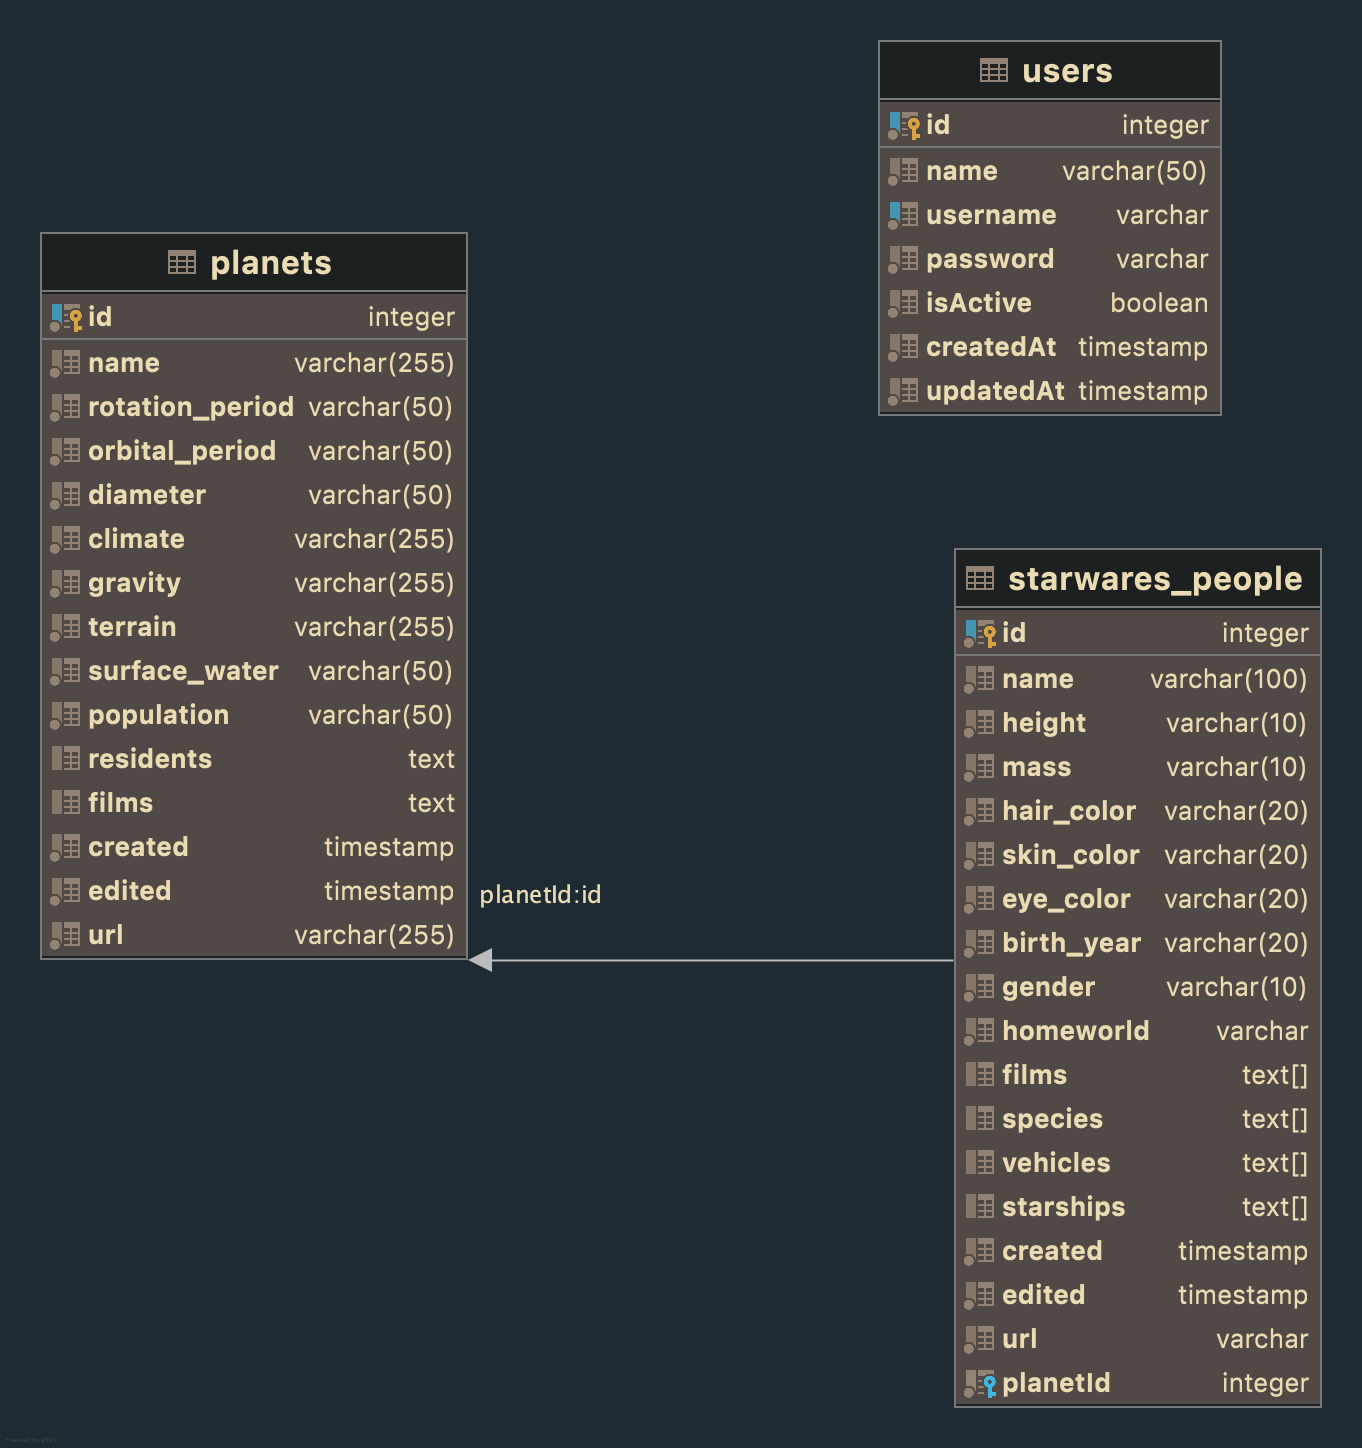 users
id integer
name varchar(50)
username varchar
password varchar
isActive boolean
createdAt timestamp
updatedAt timestamp
planets
id integer
name varchar(255)
rotation_period varchar(50)
orbital_period varchar(50)
diameter varchar(50)
climate varchar(255)
gravity varchar(255)
terrain varchar(255)
surface_water varchar(50)
population varchar(50)
residents text
films text
created timestamp
edited timestamp
url varchar(255)
planetId:id
starwares_people
id integer
name varchar(100)
height varchar(10)
mass varchar(10)
hair_color varchar(20)
skin_color varchar(20)
eye_color varchar(20)
birth_year varchar(20)
gender varchar(10)
homeworld varchar
films text[]
species text[]
vehicles text[]
starships text[]
created timestamp
edited timestamp
url varchar
planetId integer
Powered by yFiles